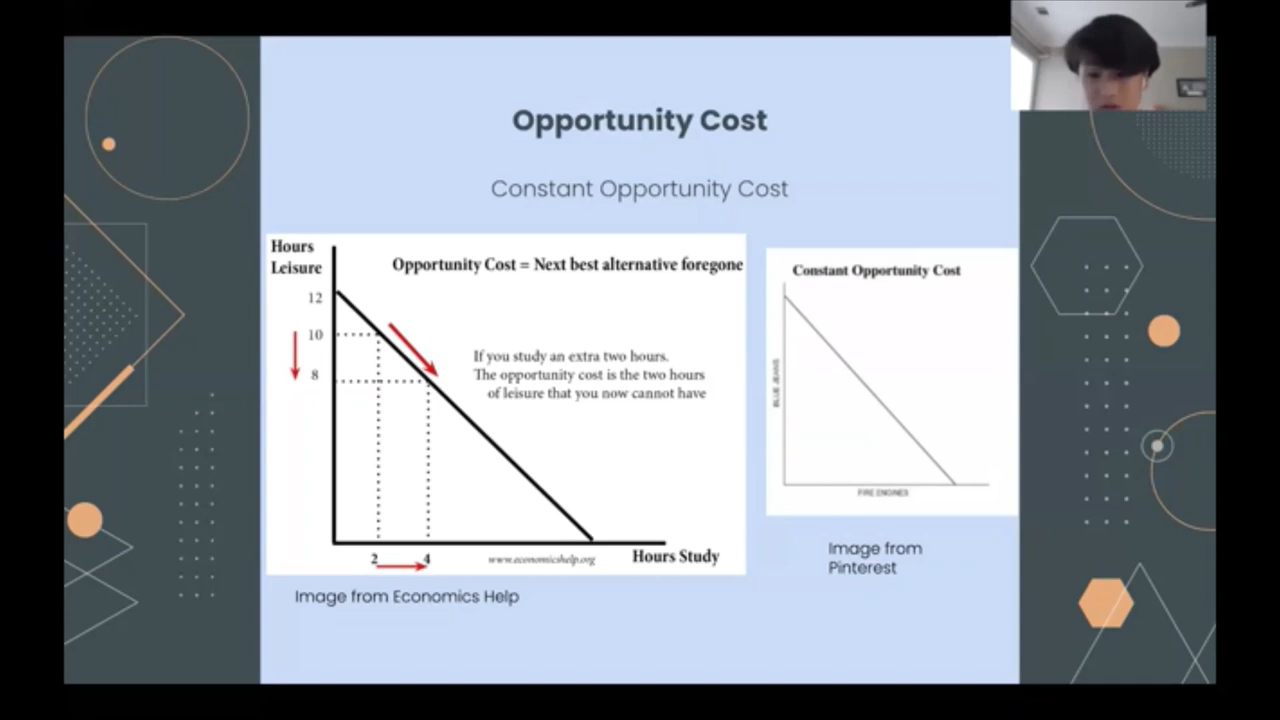 Opportunity Cost
Constant Opportunity Cost
Hours
Leisure
Opportunity Cost = Next best alternative foregone
12
10
8
If you study an extra two hours.
The opportunity cost is the two hours
of leisure that you now cannot have
2
4
www.economicshelp.org
Hours Study
Image from Economics Help
Constant Opportunity Cost
BLUE JEANS
FIRE ENGINES
Image from
Pinterest